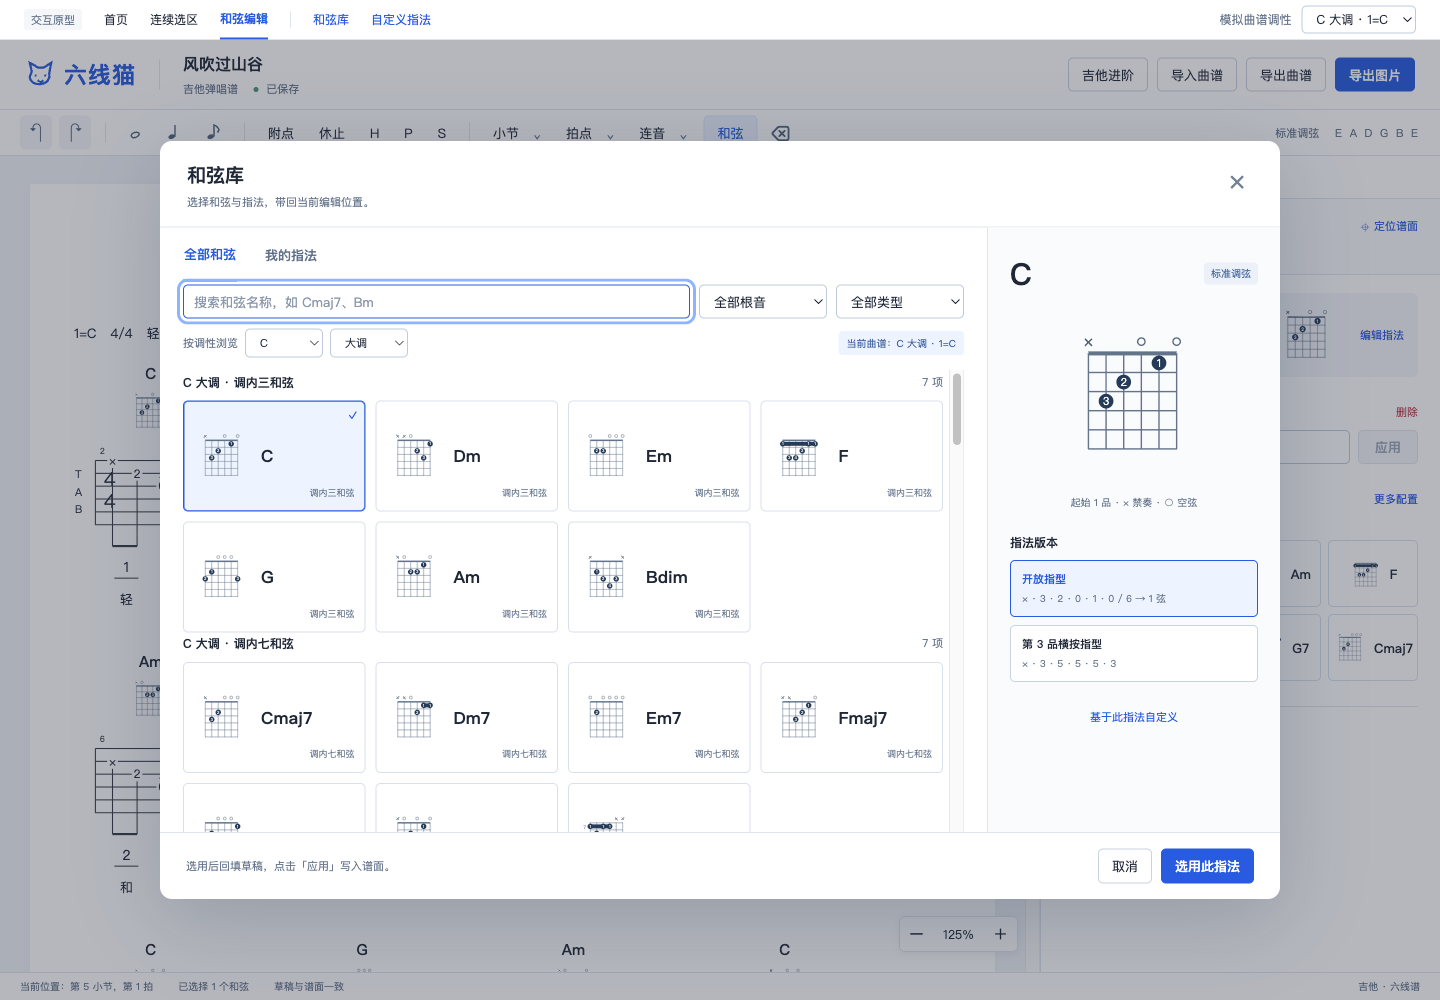 交互原型 首页 连续选区 和弦编辑 和弦库 自定义指法 模拟曲谱调性 C 大调 · 1=C
六线猫 风吹过山谷 吉他进阶 导入曲谱 导出曲谱 导出图片
吉他弹唱谱 已保存
附点 休止 H P S 小节 拍点 连音 和弦 标准调弦 E A D G B E
和弦库
选择和弦与指法，带回当前编辑位置。
定位谱面
全部和弦 我的指法
C 标准调弦
搜索和弦名称，如 Cmaj7、Bm 全部根音 全部类型
按调性浏览 C 大调 当前曲谱：C 大调 · 1=C
1=C 4/4 轻
编辑指法
C
C 大调 · 调内三和弦 7 项
删除
应用
C Dm Em F
调内三和弦 调内三和弦 调内三和弦 调内三和弦
起始 1 品 · × 禁奏 · ○ 空弦
更多配置
2
T A B
4 4
2
指法版本
开放指型
× · 3 · 2 · 0 · 1 · 0 / 6 → 1 弦
G Am Bdim
调内三和弦 调内三和弦 调内三和弦
Am F
1
轻
第 3 品横按指型
× · 3 · 5 · 5 · 5 · 3
G7 Cmaj7
C 大调 · 调内七和弦 7 项
Am
Cmaj7 Dm7 Em7 Fmaj7
调内七和弦 调内七和弦 调内七和弦 调内七和弦
基于此指法自定义
6
2
2
和
选用后回填草稿，点击「应用」写入谱面。 取消 选用此指法
125%
C G Am C
当前位置：第 5 小节，第 1 拍 已选择 1 个和弦 草稿与谱面一致 吉他 · 六线谱